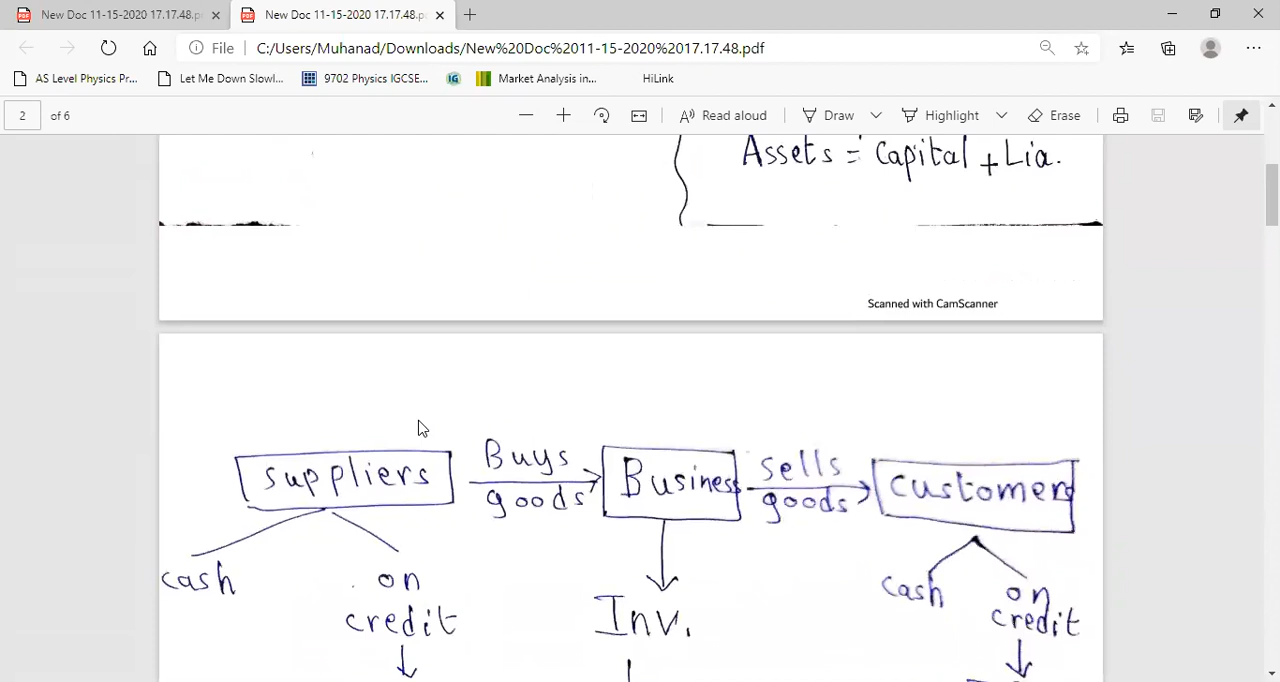 New Doc 11-15-2020 17.17.48.p
New Doc 11-15-2020 17.17.48.p
File
C:/Users/Muhanad/Downloads/New%20Doc%2011-15-2020%2017.17.48.pdf
AS Level Physics Pr...
Let Me Down Slowl...
9702 Physics IGCSE...
IG
Market Analysis in...
HiLink
2 of 6
Read aloud
Draw
Highlight
Erase
Assets = Capital + Lia.
Scanned with CamScanner
suppliers
Buys
goods
Business
sells
goods
customers
cash
on
credit
Inv.
cash
on
credit